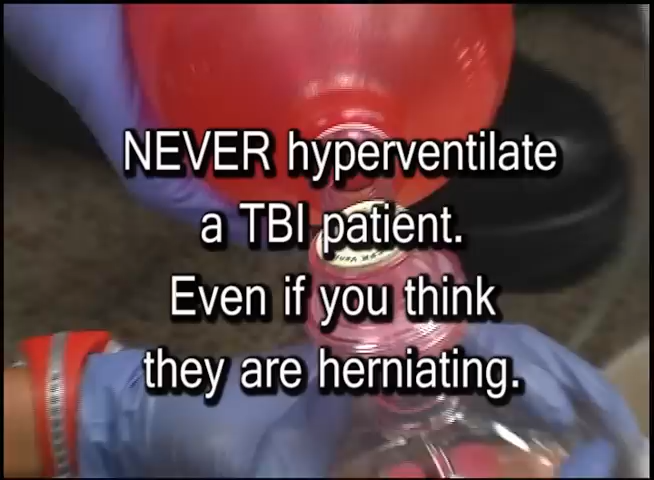 NEVER hyperventilate
a TBI patient.
Even if you think
they are herniating.